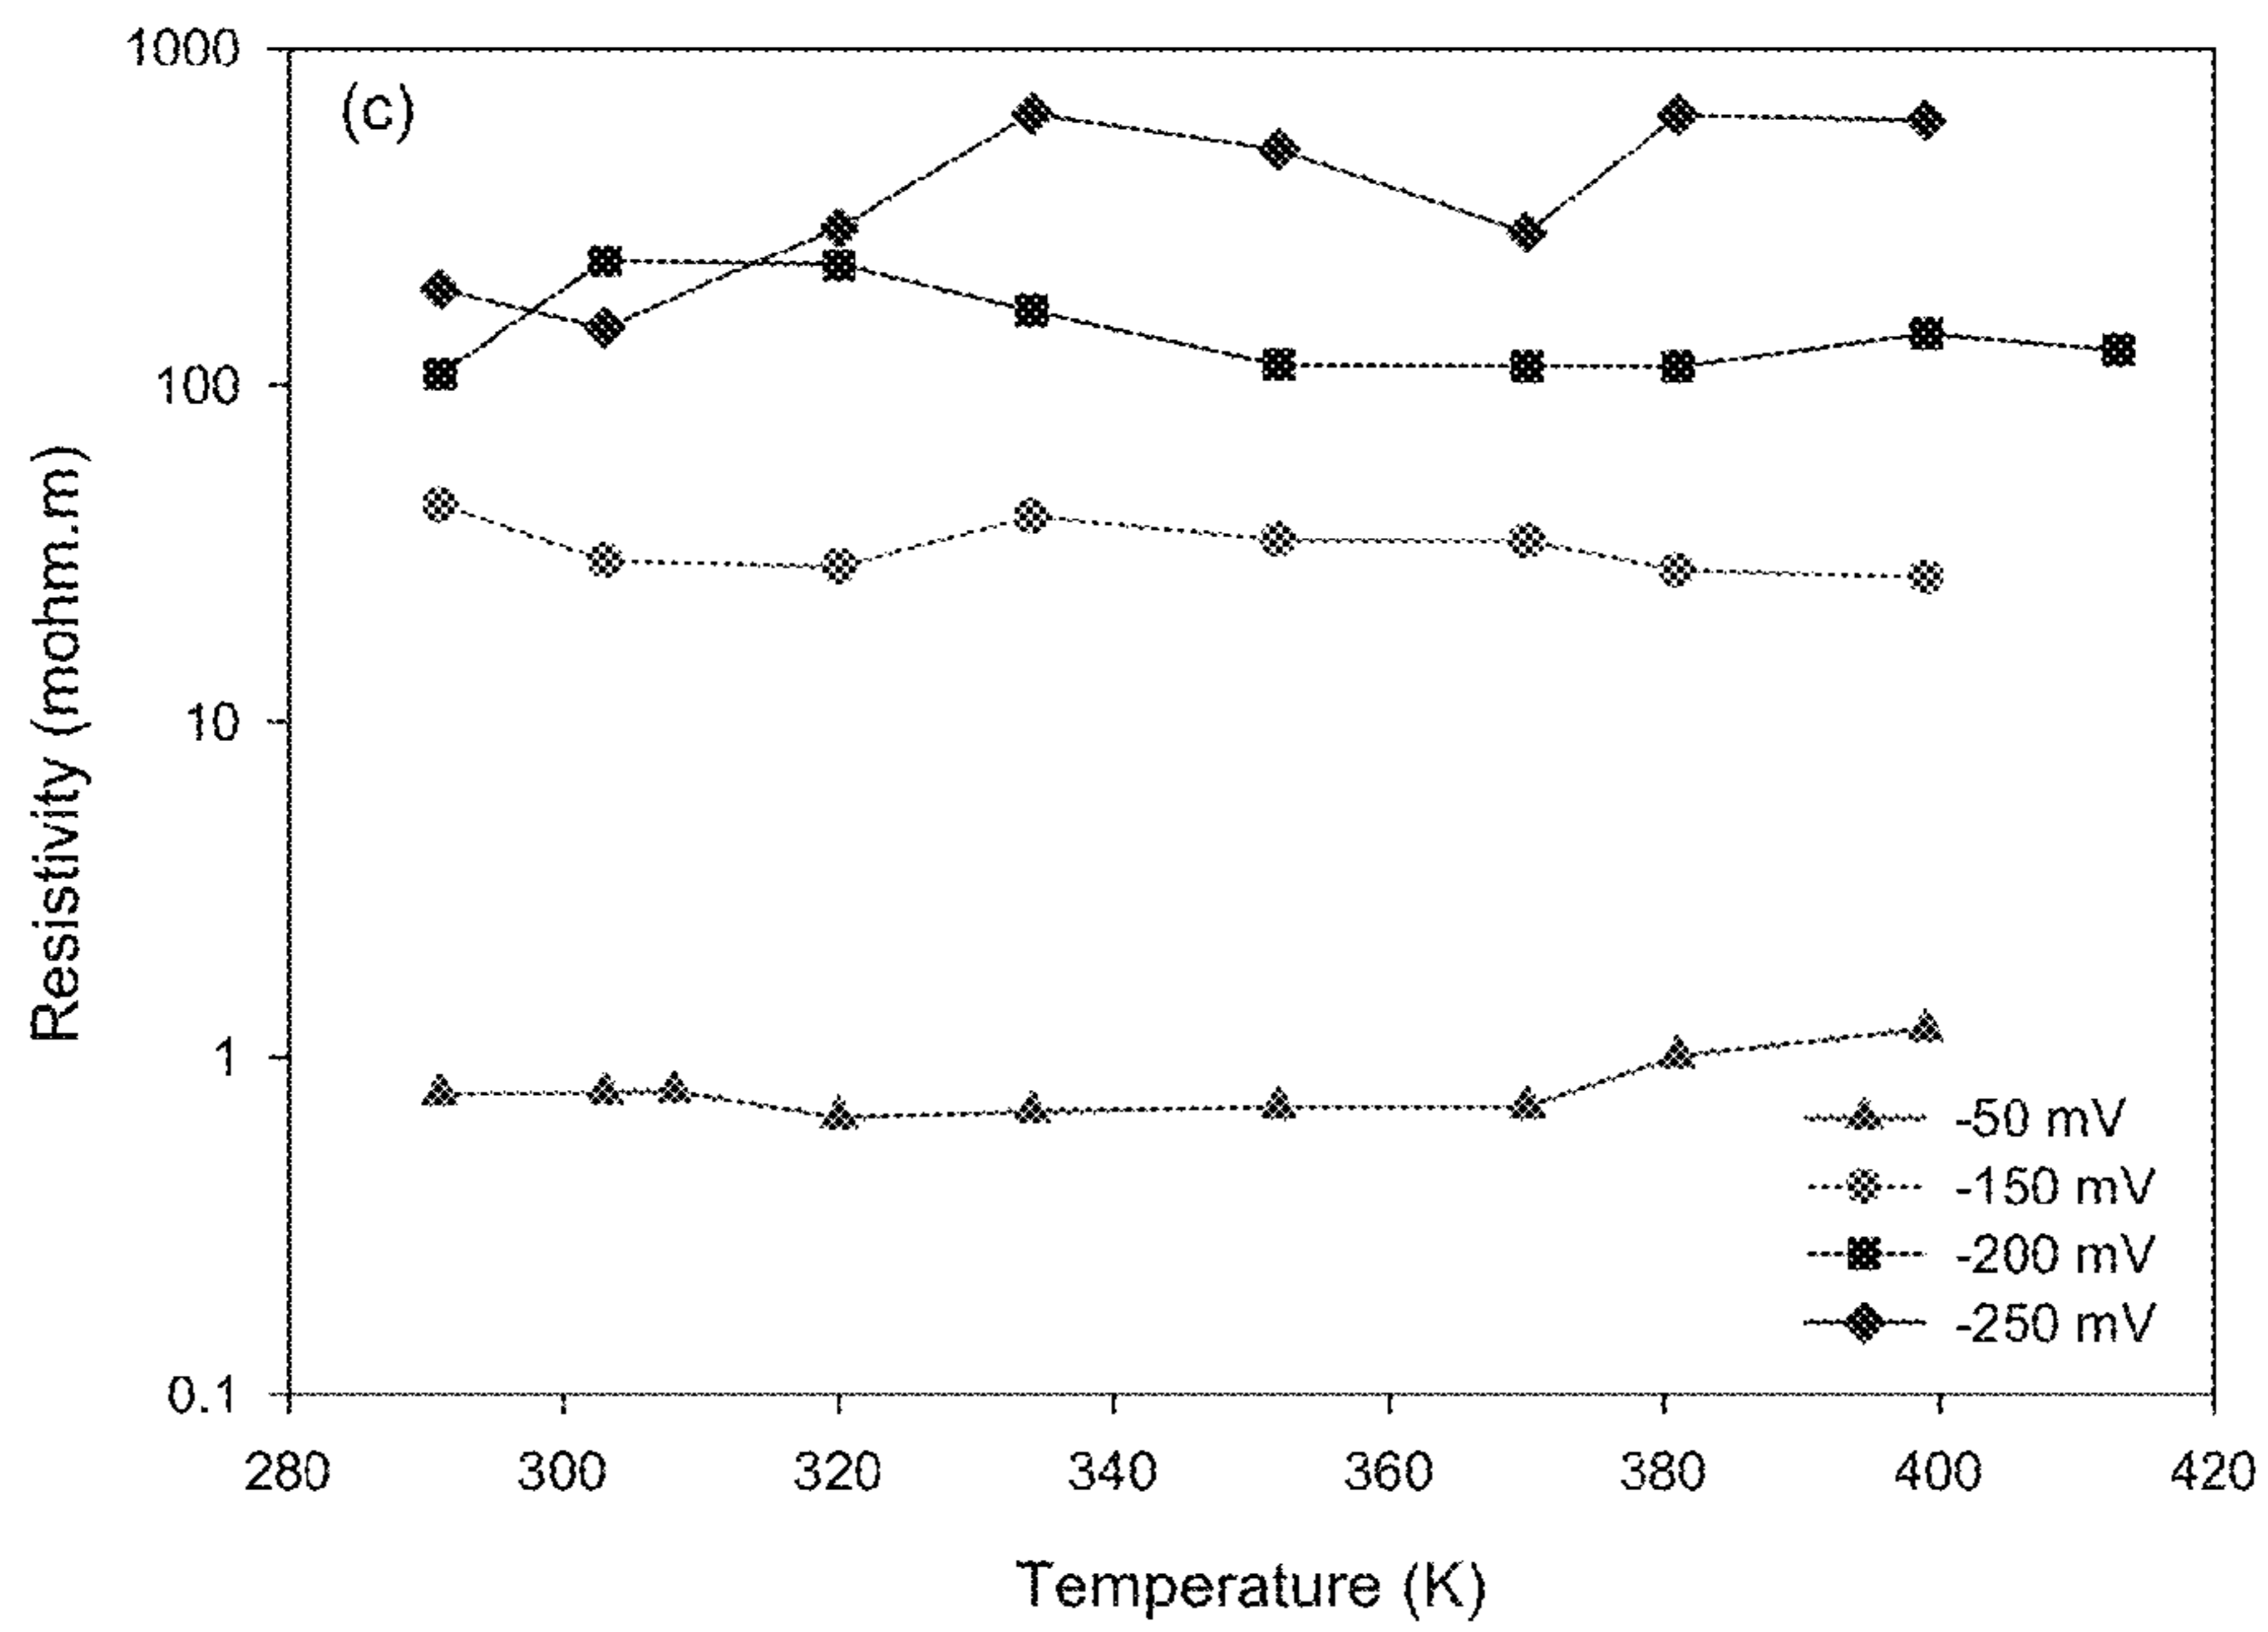 (c)
1000
100
10
1
0.1
Resistivity (mohm.m)
-50 mV
-150 mV
-200 mV
-250 mV
280 300 320 340 360 380 400 420
Temperature (K)